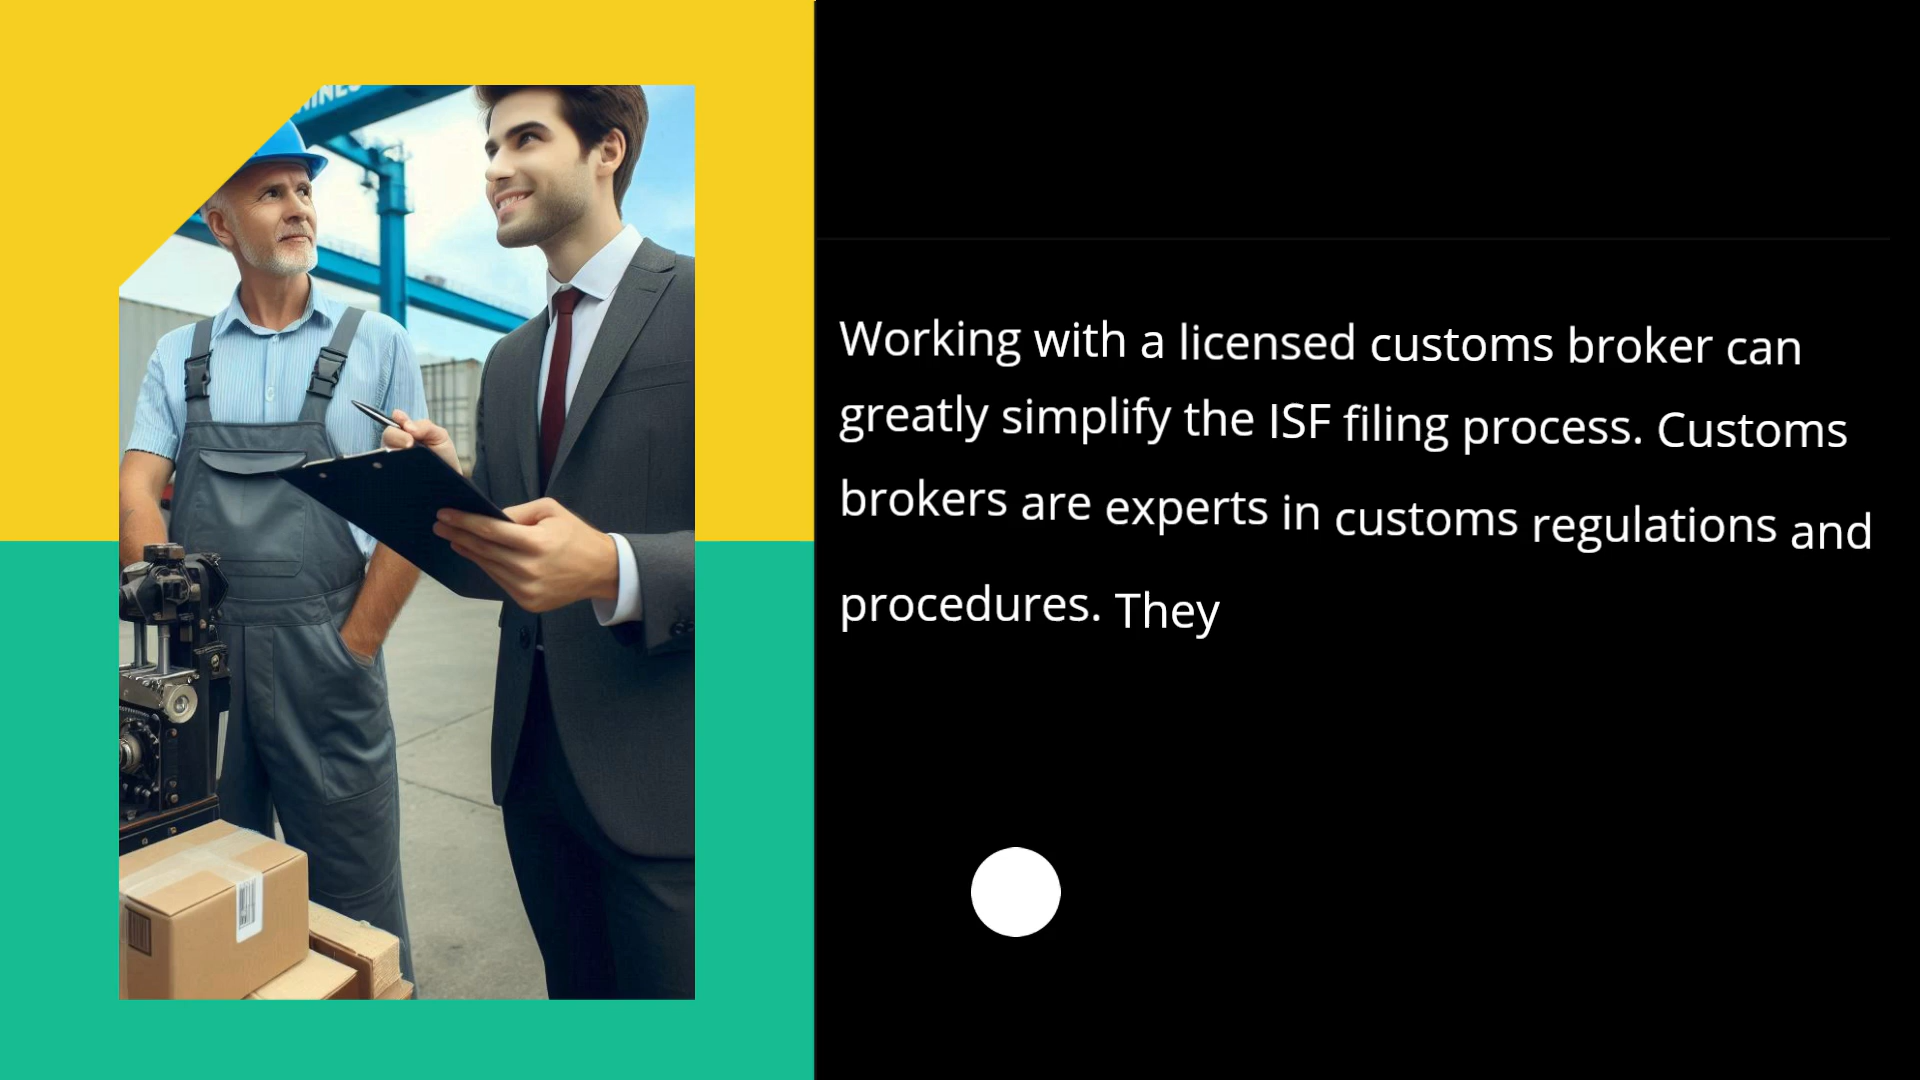 Working with a licensed customs broker can
greatly simplify the ISF filing process. Customs
brokers are experts in customs regulations and
procedures. They